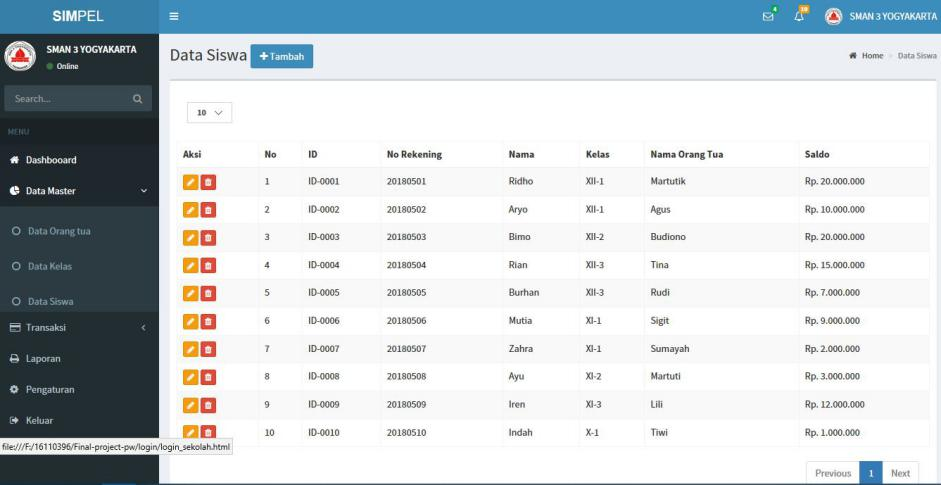 SIMPEL
4
10
SMAN 3 YOGYAKARTA
SMAN 3 YOGYAKARTA
Online
Search...
MENU
Dashbooard
Data Master
Data Orang tua
Data Kelas
Data Siswa
Transaksi
Laporan
Pengaturan
Keluar
file:///F:/16110396/Final-project-pw/login/login_sekolah.html
Data Siswa + Tambah
Home > Data Siswa
10
Aksi No ID No Rekening Nama Kelas Nama Orang Tua Saldo
1 ID-0001 20180501 Ridho XII-1 Martutik Rp. 20.000.000
2 ID-0002 20180502 Aryo XII-1 Agus Rp. 10.000.000
3 ID-0003 20180503 Bimo XII-2 Budiono Rp. 20.000.000
4 ID-0004 20180504 Rian XII-3 Tina Rp. 15.000.000
5 ID-0005 20180505 Burhan XII-3 Rudi Rp. 7.000.000
6 ID-0006 20180506 Mutia XI-1 Sigit Rp. 9.000.000
7 ID-0007 20180507 Zahra XI-1 Sumayah Rp. 2.000.000
8 ID-0008 20180508 Ayu XI-2 Martuti Rp. 3.000.000
9 ID-0009 20180509 Iren XI-3 Lili Rp. 12.000.000
10 ID-0010 20180510 Indah X-1 Tiwi Rp. 1.000.000
Previous 1 Next